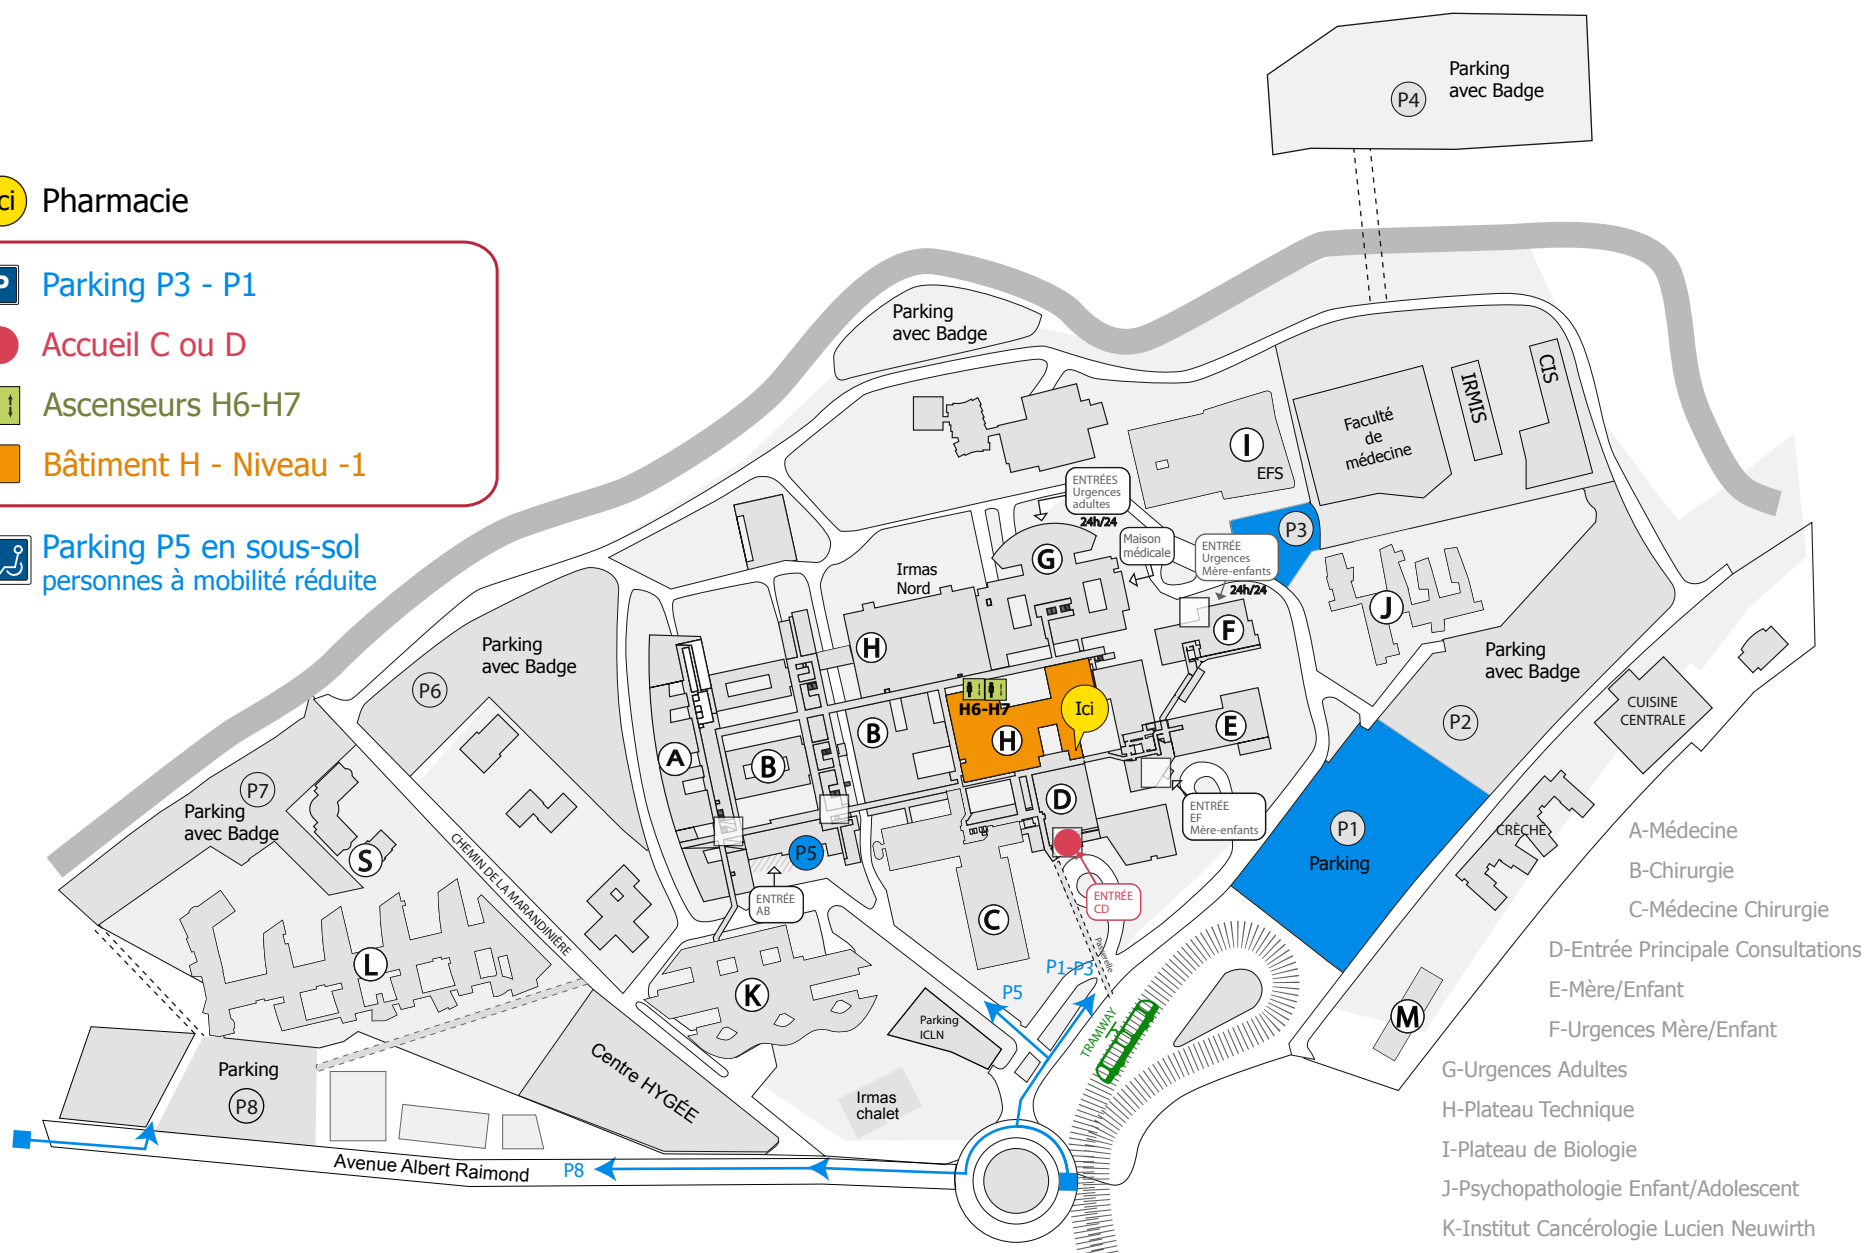 Parking
avec Badge
P4
ci Pharmacie
P Parking P3 - P1
Accueil C ou D
Ascenseurs H6-H7
Bâtiment H - Niveau -1
Parking P5 en sous-sol
personnes à mobilité réduite
Parking
avec Badge
CIS
IRMIS
Faculté
de
médecine
I
EFS
ENTRÉES
Urgences
adultes
24h/24
P3
Maison
médicale
ENTRÉE
Urgences
Mère-enfants
24h/24
G
Irmas
Nord
J
F
H
Parking
avec Badge
P6
Parking
avec Badge
P2
CUISINE
CENTRALE
H6-H7
Ici
H
B
E
A
B
P7
Parking
avec Badge
D
ENTRÉE
EF
Mère-enfants
P1
Parking
CRÈCHE
S
P5
ENTRÉE
AB
ENTRÉE
CD
CHEMIN DE LA MARANDINIÈRE
C
Passerelle
L
K
P1-P3
P5
Parking
ICLN
TRAMWAY
M
Centre HYGÉE
Irmas
chalet
Parking
P8
Avenue Albert Raimond
P8
A-Médecine
B-Chirurgie
C-Médecine Chirurgie
D-Entrée Principale Consultations
E-Mère/Enfant
F-Urgences Mère/Enfant
G-Urgences Adultes
H-Plateau Technique
I-Plateau de Biologie
J-Psychopathologie Enfant/Adolescent
K-Institut Cancérologie Lucien Neuwirth